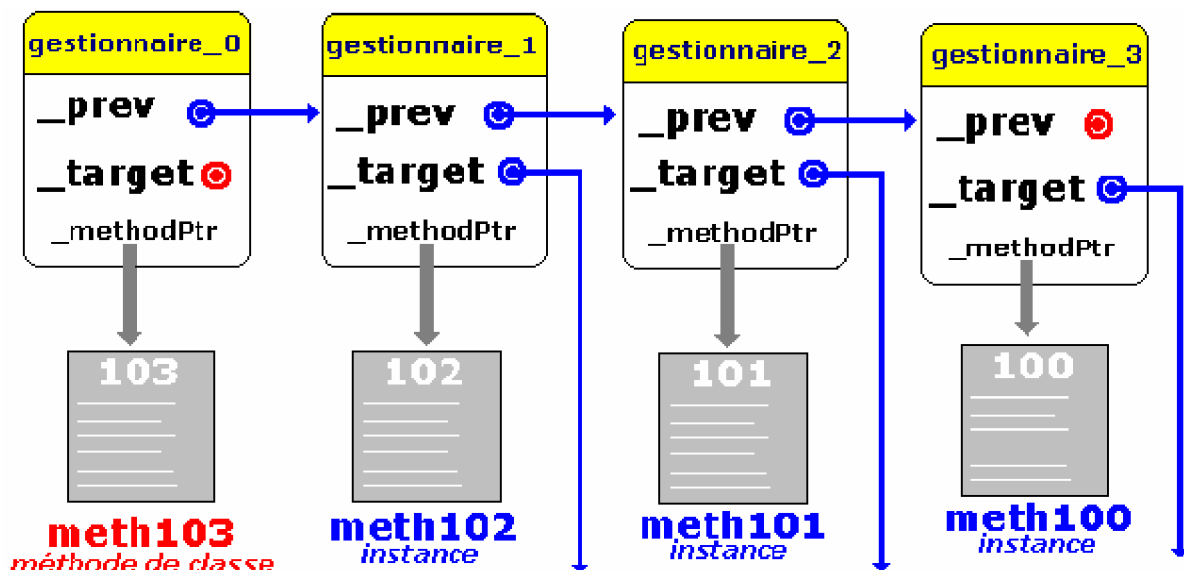 gestionnaire_0
_prev
_target
_methodPtr
103
meth103
méthode de classe
gestionnaire_1
_prev
_target
_methodPtr
102
meth102
instance
gestionnaire_2
_prev
_target
_methodPtr
101
meth101
instance
gestionnaire_3
_prev
_target
_methodPtr
100
meth100
instance